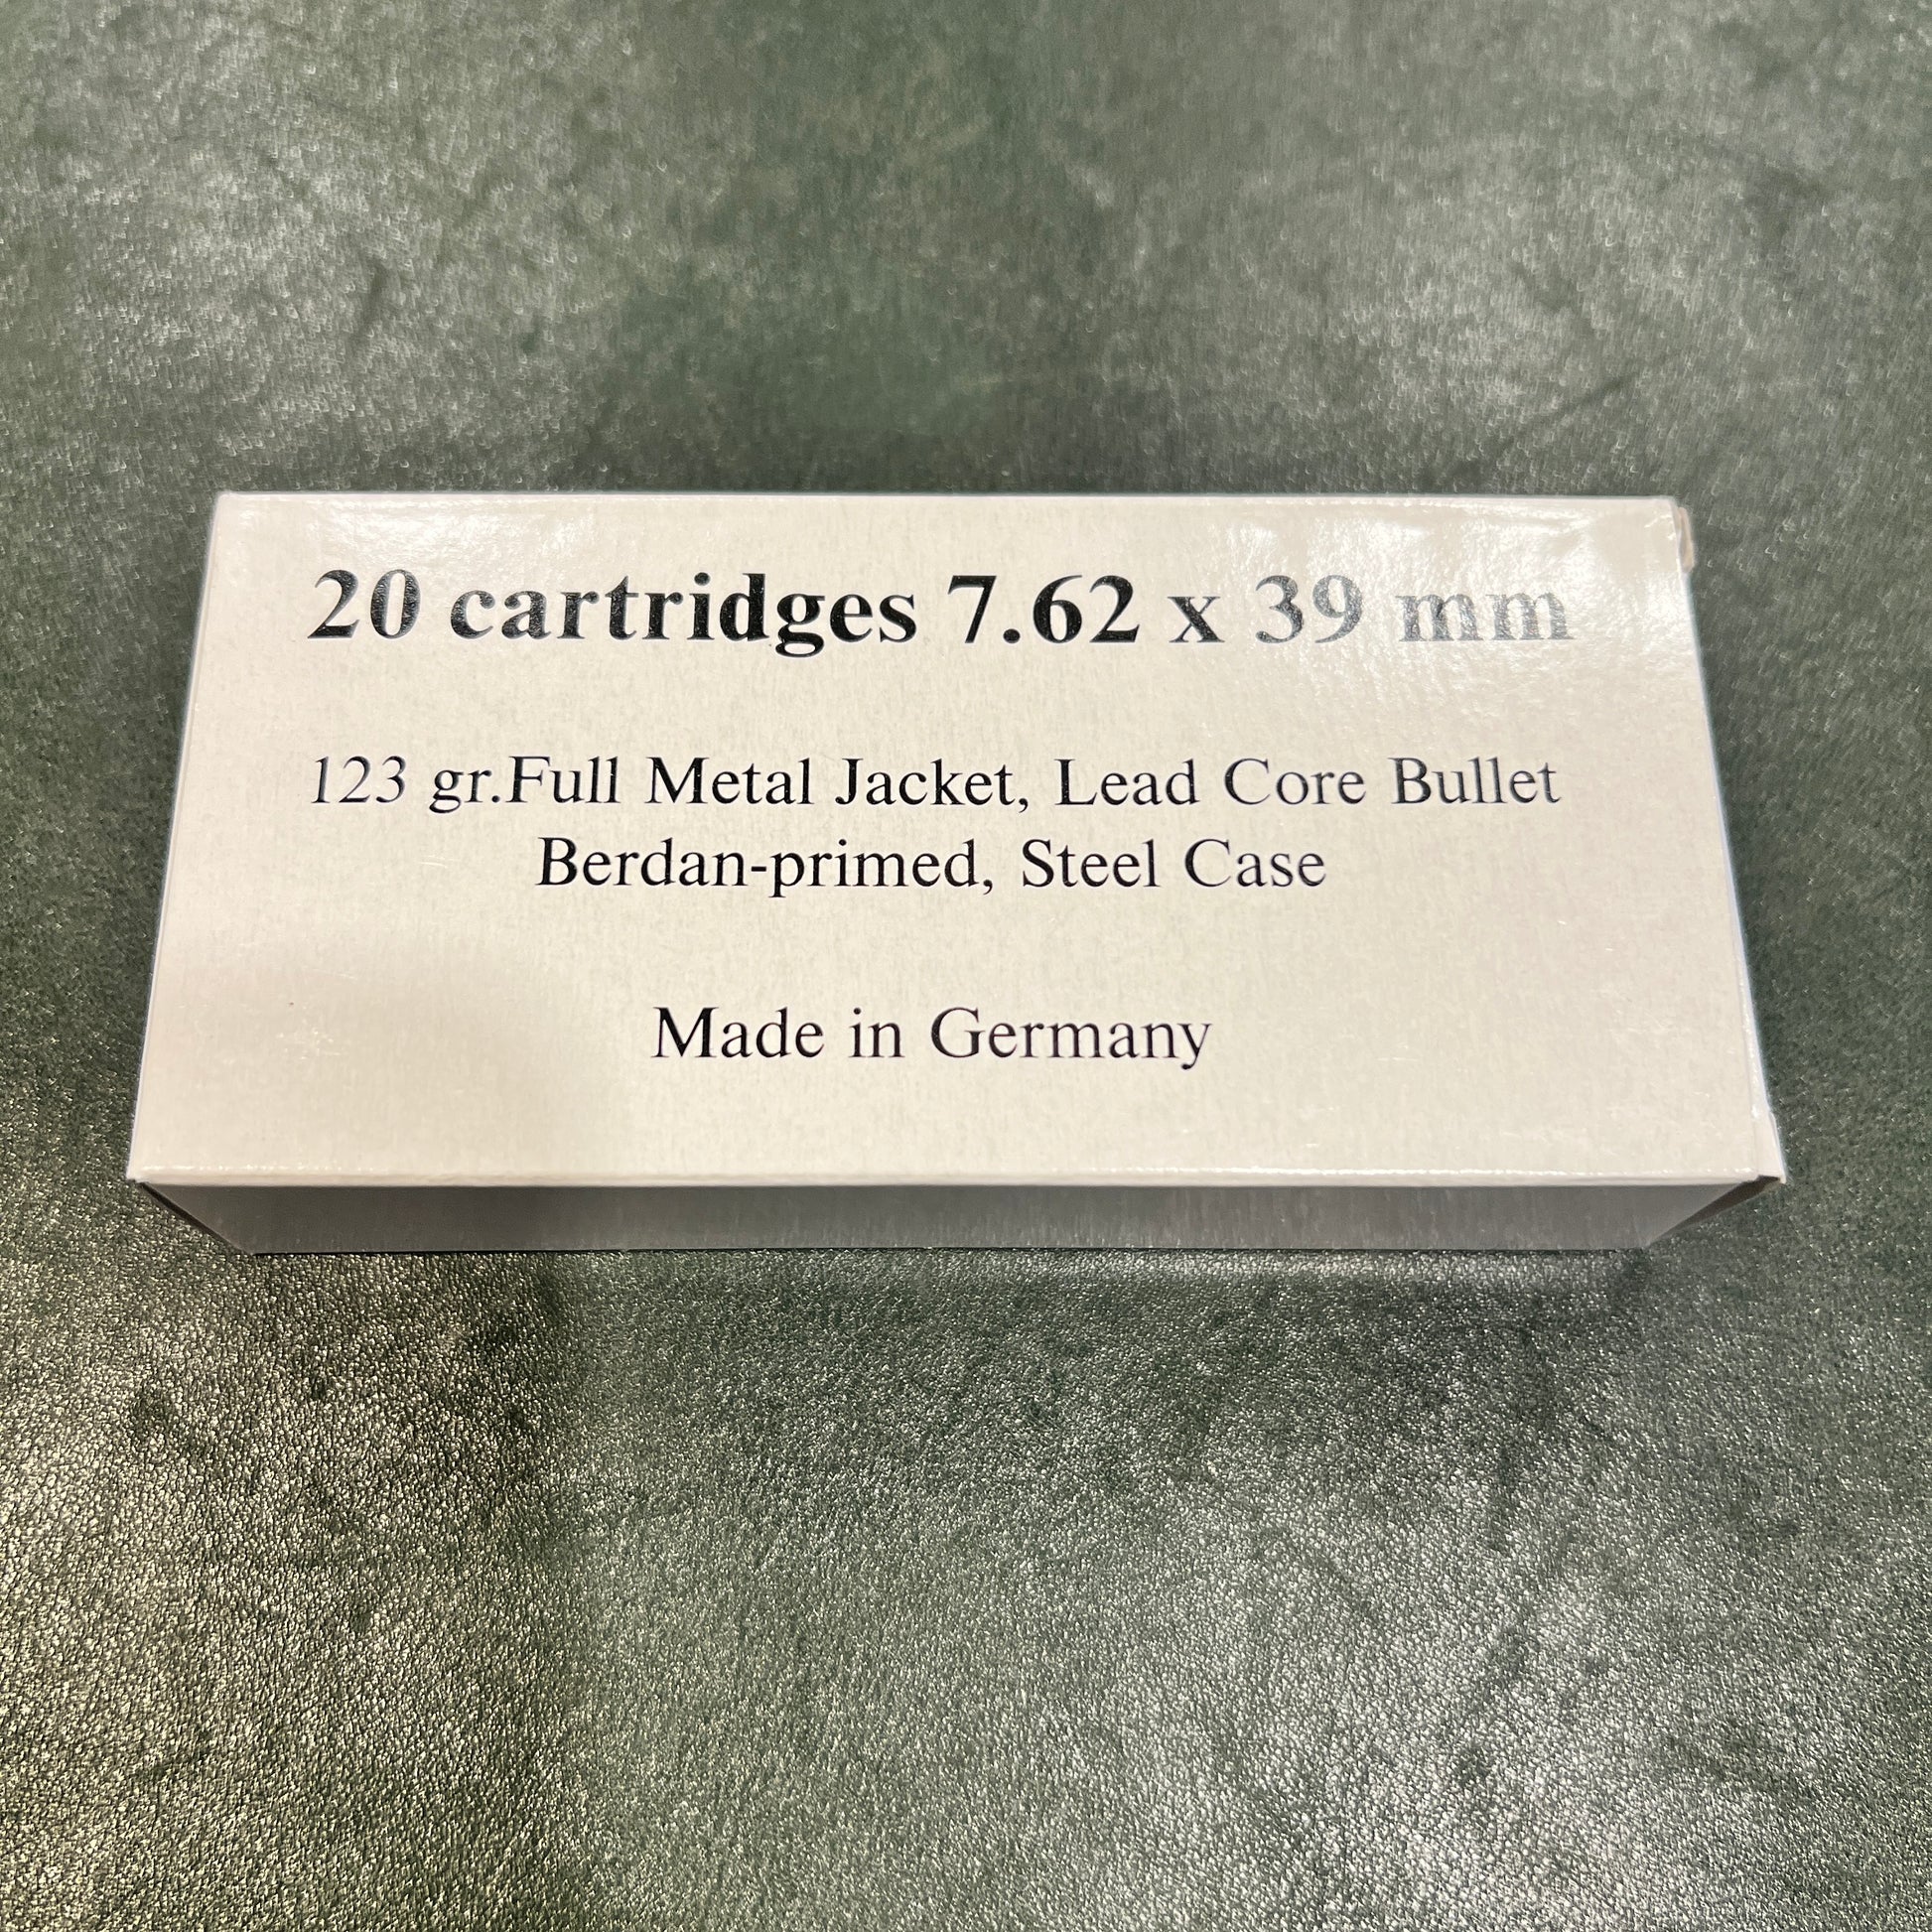 20 cartridges 7.62 x 39 mm
123 gr.Full Metal Jacket, Lead Core Bullet
Berdan-primed, Steel Case
Made in Germany